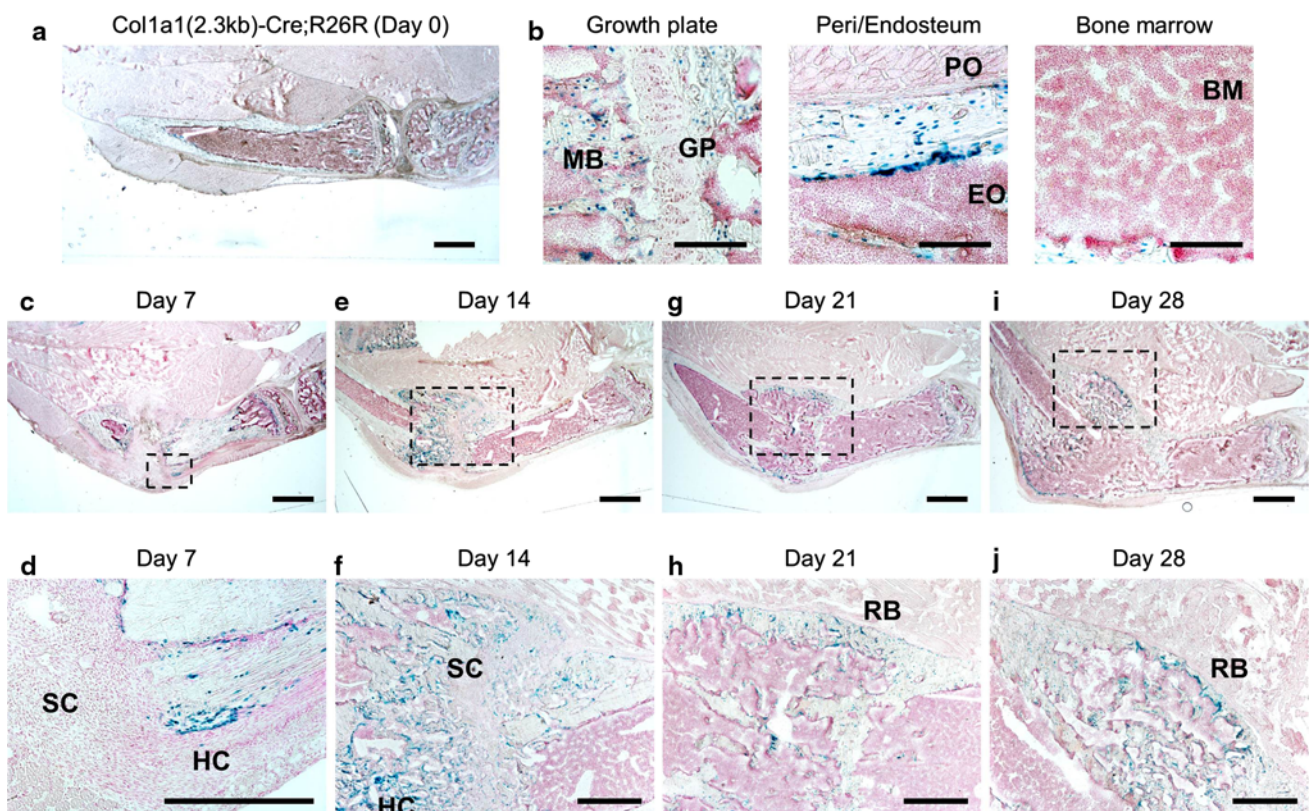 a Col1a1(2.3kb)-Cre;R26R (Day 0)
b Growth plate Peri/Endosteum Bone marrow
MB GP
PO
EO
BM
c Day 7
e Day 14
g Day 21
i Day 28
d Day 7
SC
HC
f Day 14
SC
HC
h Day 21
RB
j Day 28
RB